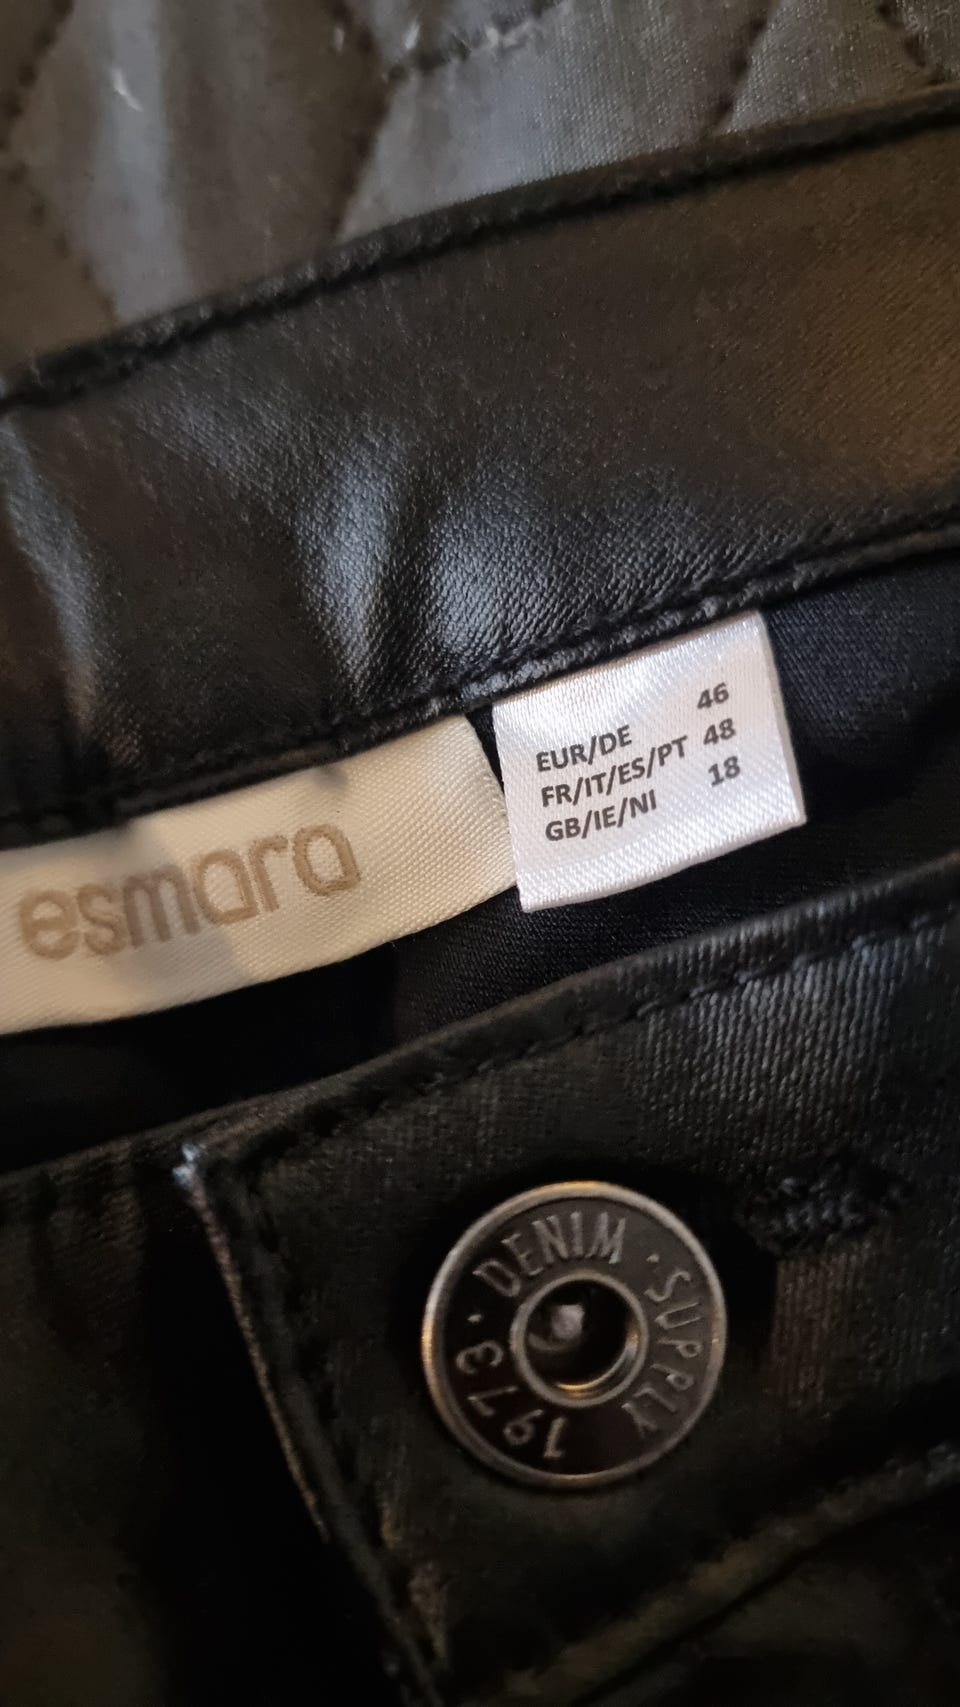 esmara
EUR/DE 46
FR/IT/ES/PT 48
GB/IE/NI 18
DENIM · SUPPLY 1973 ·